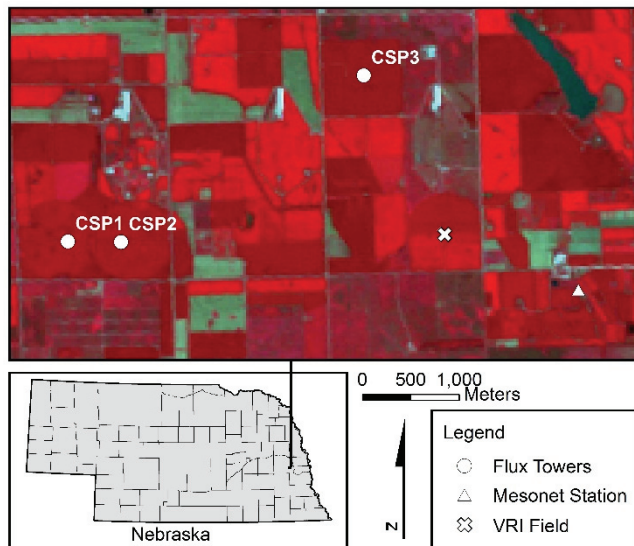 CSP3
CSP1 CSP2
0 500 1,000
Meters
Legend
Flux Towers
Mesonet Station
VRI Field
N
Nebraska